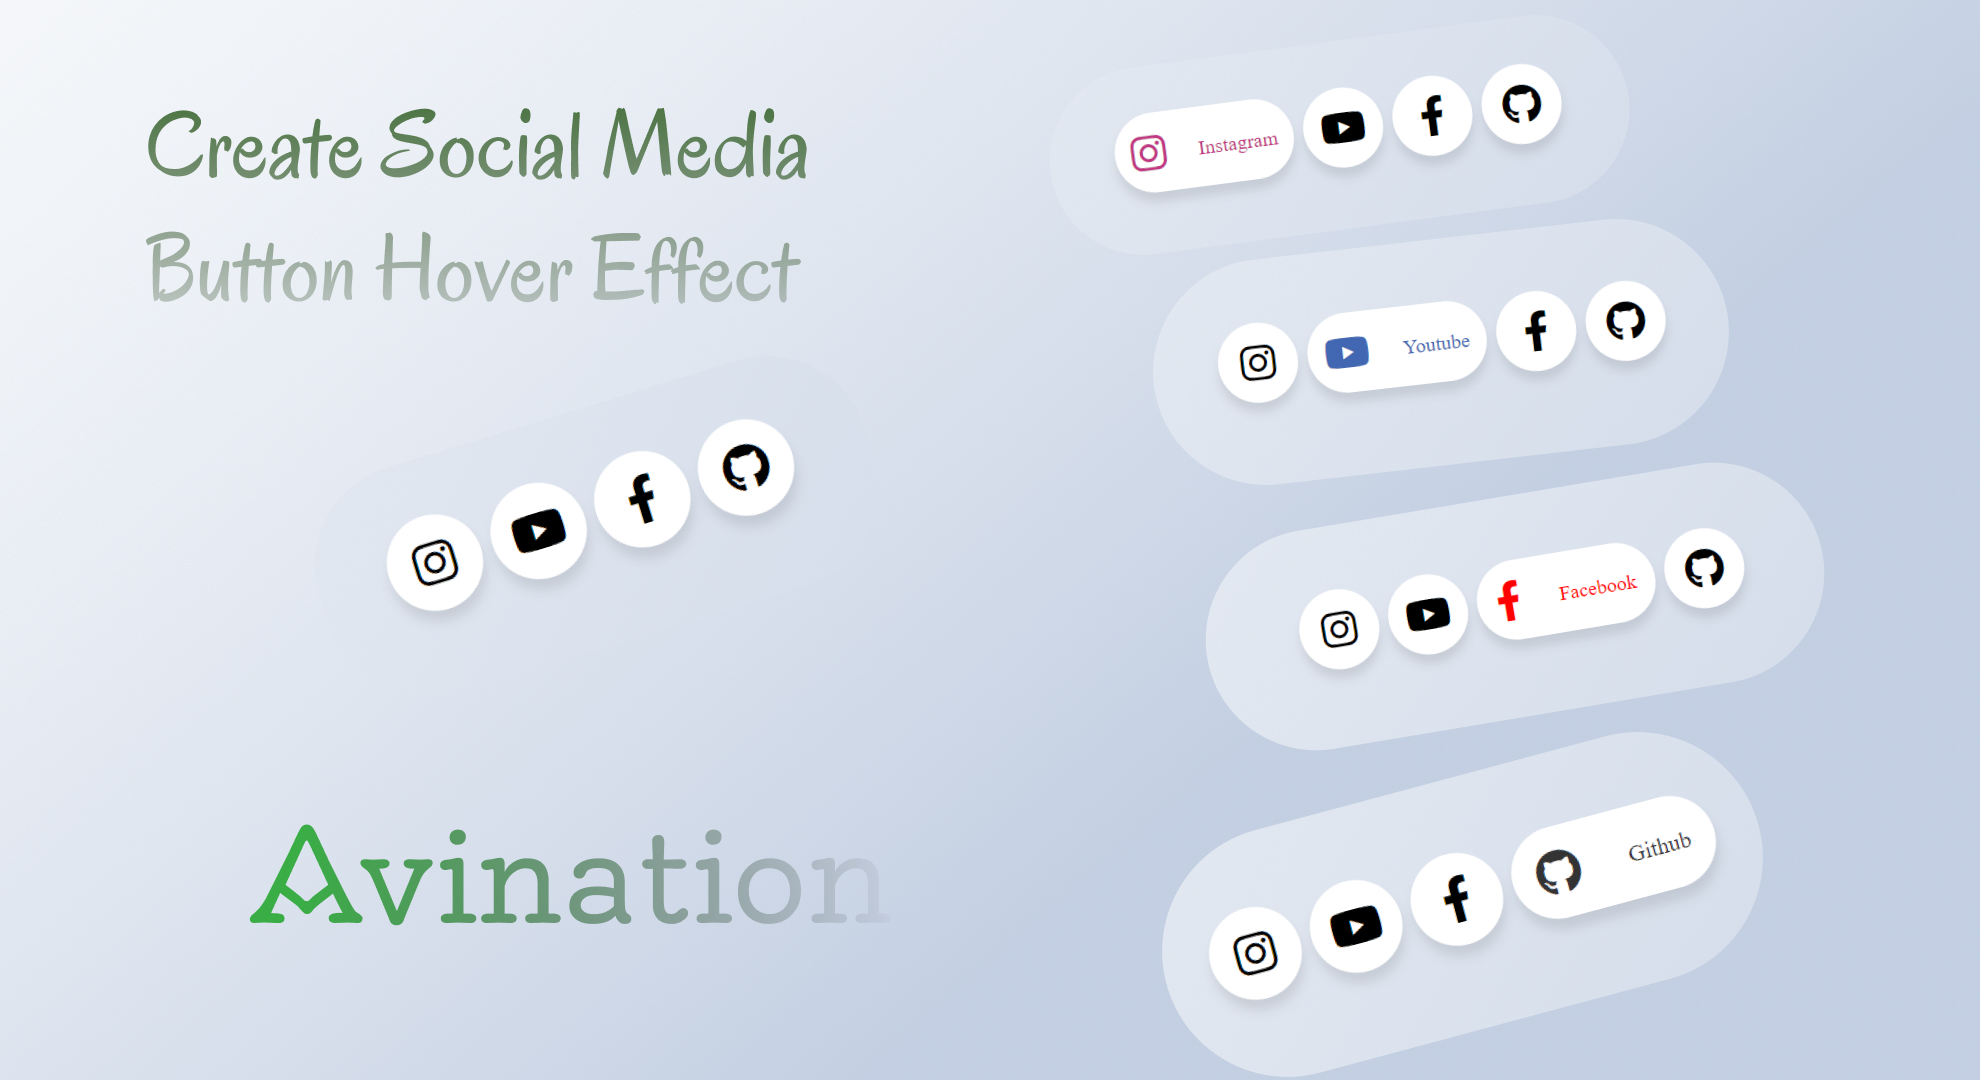 Create Social Media
Button Hover Effect
Instagram
Youtube
Facebook
Github
Avination